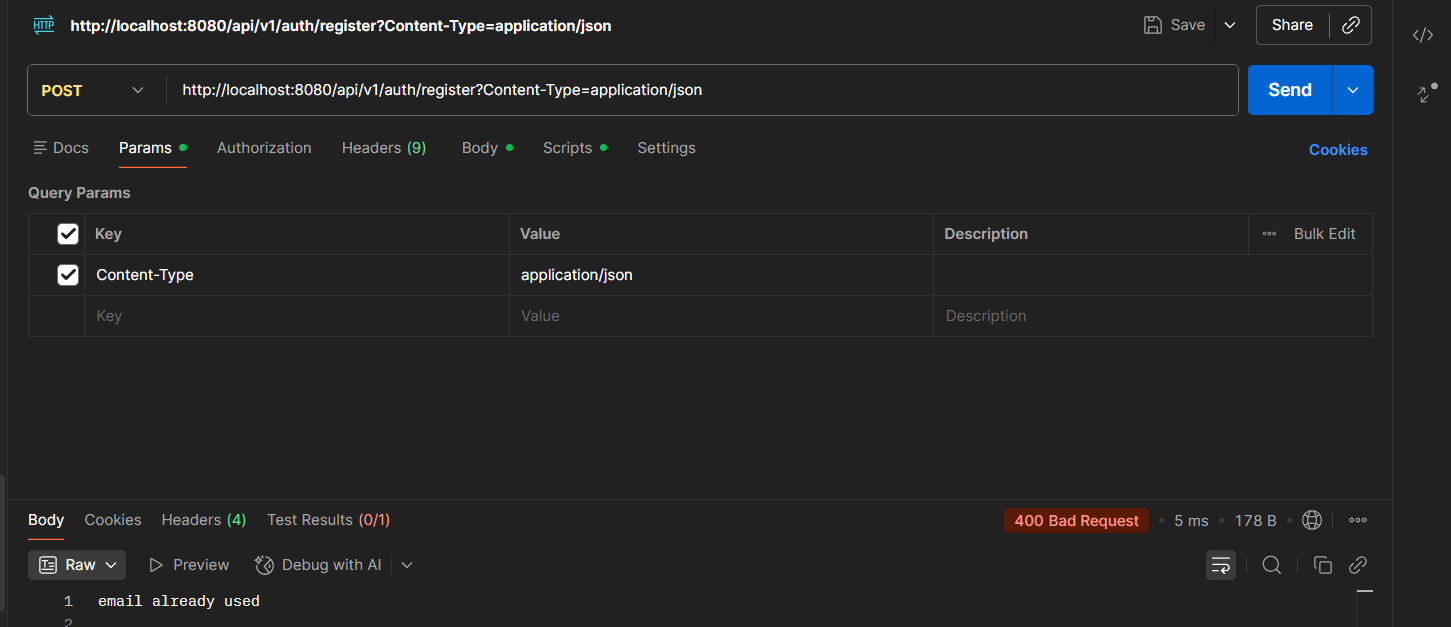 HTTP http://localhost:8080/api/v1/auth/register?Content-Type=application/json Save Share
POST http://localhost:8080/api/v1/auth/register?Content-Type=application/json Send
Docs Params Authorization Headers (9) Body Scripts Settings Cookies
Query Params
Key Value Description Bulk Edit
Content-Type application/json
Key Value Description
Body Cookies Headers (4) Test Results (0/1) 400 Bad Request • 5 ms • 178 B
Raw Preview Debug with AI
1 email already used
2